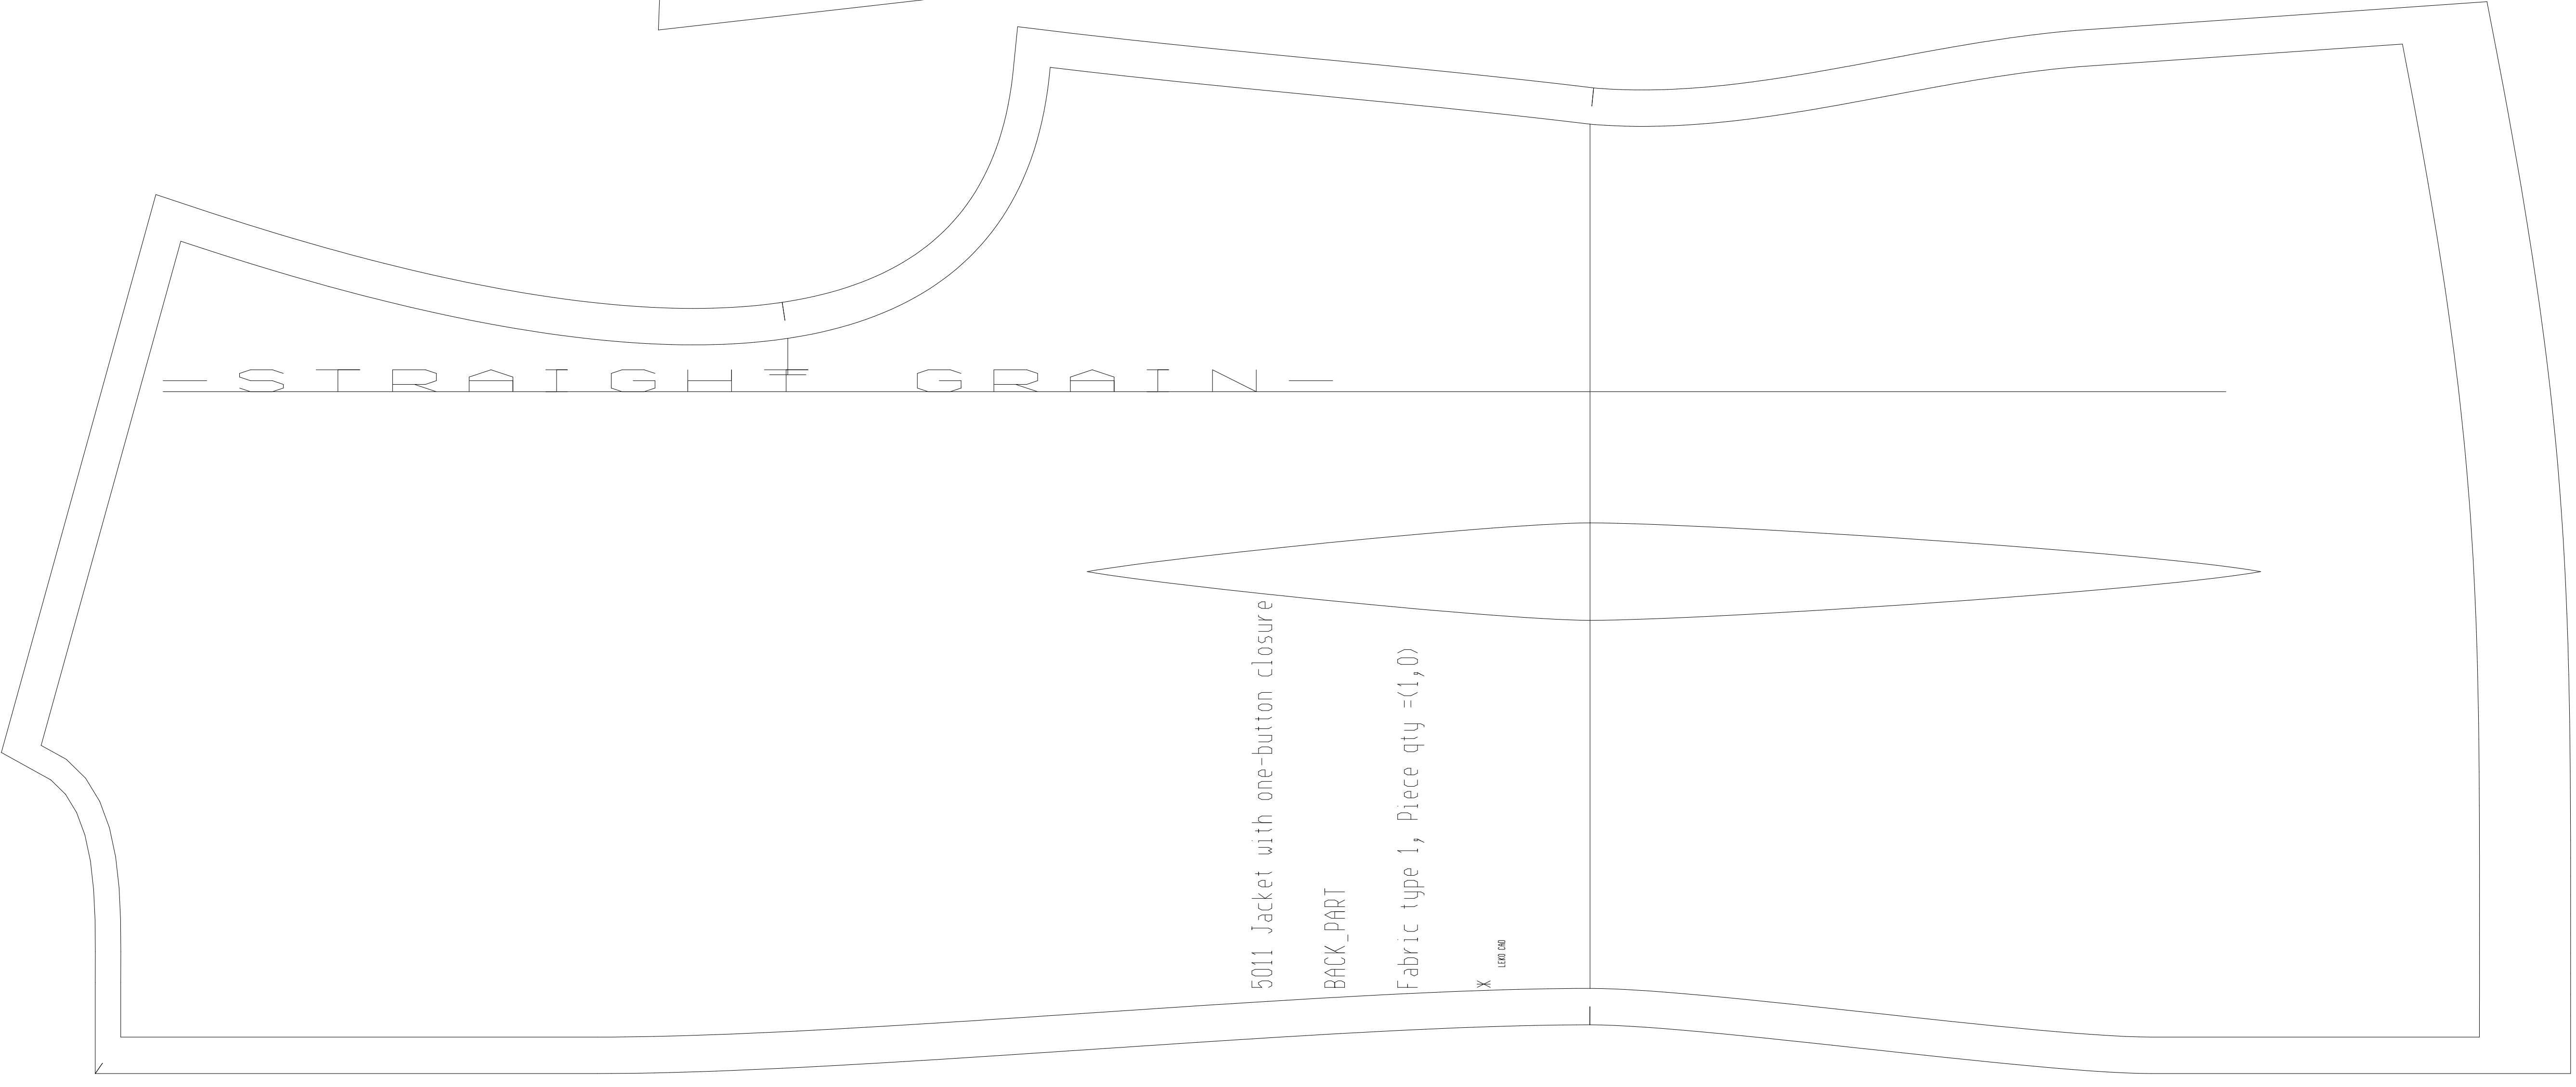 - STRAIGHT GRAIN -
5011 Jacket with one-button closure
BACK_PART
Fabric type 1, Piece qty =(1,0)
*
LEKO CAD